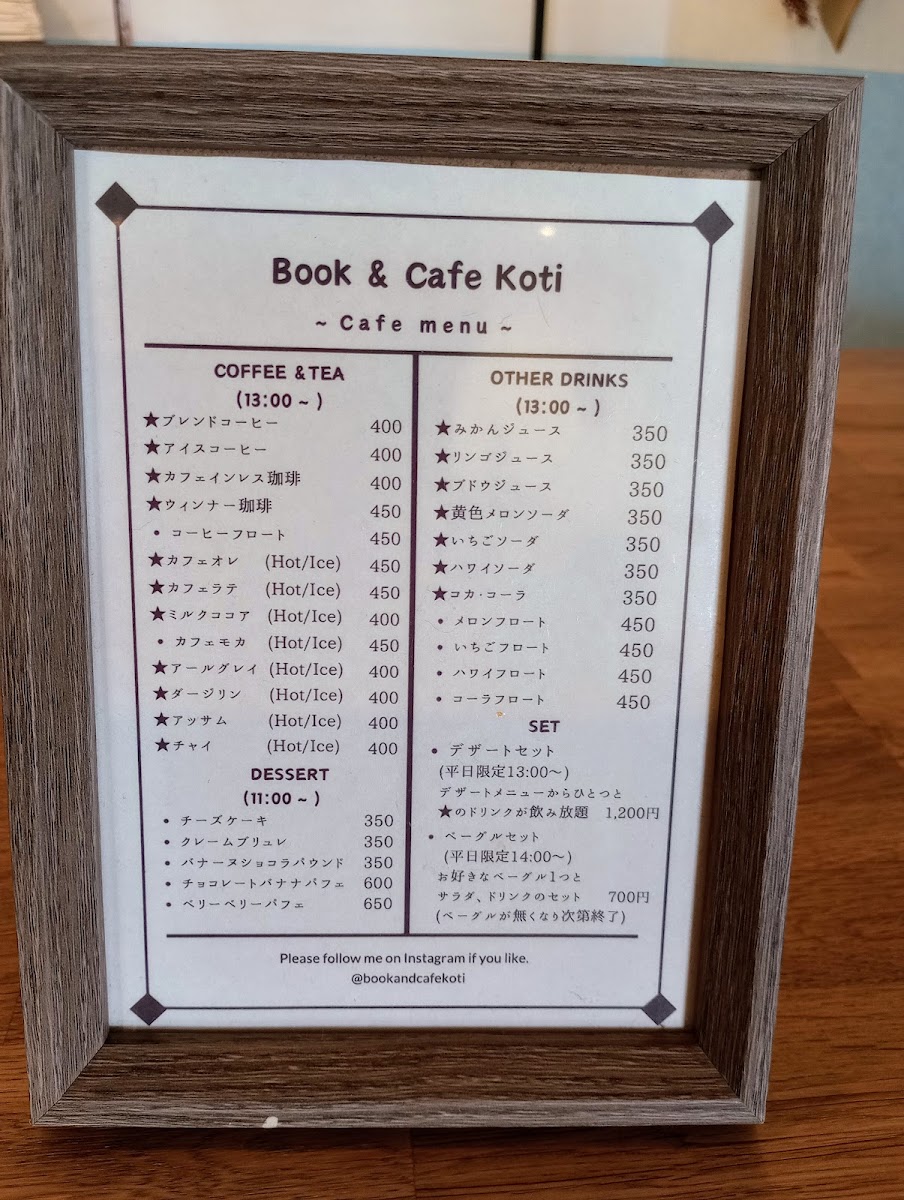 Book & Cafe Koti
~ Cafe menu ~
COFFEE & TEA
(13:00 ~ )
★ブレンドコーヒー 400
★アイスコーヒー 400
★カフェインレス珈琲 400
★ウィンナー珈琲 450
• コーヒーフロート 450
★カフェオレ (Hot/Ice) 450
★カフェラテ (Hot/Ice) 450
★ミルクココア (Hot/Ice) 400
• カフェモカ (Hot/Ice) 450
★アールグレイ (Hot/Ice) 400
★ダージリン (Hot/Ice) 400
★アッサム (Hot/Ice) 400
★チャイ (Hot/Ice) 400
DESSERT
(11:00 ~ )
• チーズケーキ 350
• クレームブリュレ 350
• バナーヌショコラパウンド 350
• チョコレートバナナパフェ 600
• ベリーベリーパフェ 650
OTHER DRINKS
(13:00 ~ )
★みかんジュース 350
★リンゴジュース 350
★ブドウジュース 350
★黄色メロンソーダ 350
★いちごソーダ 350
★ハワイソーダ 350
★コカ・コーラ 350
• メロンフロート 450
• いちごフロート 450
• ハワイフロート 450
• コーラフロート 450
SET
• デザートセット
(平日限定13:00～)
デザートメニューからひとつと
★のドリンクが飲み放題 1,200円
• ベーグルセット
(平日限定14:00～)
お好きなベーグル1つと
サラダ、ドリンクのセット 700円
(ベーグルが無くなり次第終了)
Please follow me on Instagram if you like.
@bookandcafekoti